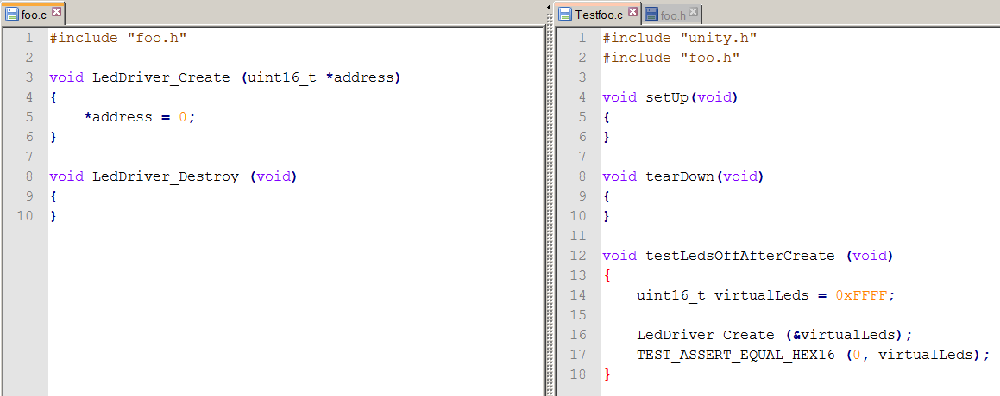 foo.c
1 #include "foo.h"
2
3 void LedDriver_Create (uint16_t *address)
4 {
5     *address = 0;
6 }
7
8 void LedDriver_Destroy (void)
9 {
10 }
Testfoo.c foo.h
1 #include "unity.h"
2 #include "foo.h"
3
4 void setUp(void)
5 {
6 }
7
8 void tearDown(void)
9 {
10 }
11
12 void testLedsOffAfterCreate (void)
13 {
14     uint16_t virtualLeds = 0xFFFF;
15
16     LedDriver_Create (&virtualLeds);
17     TEST_ASSERT_EQUAL_HEX16 (0, virtualLeds);
18 }